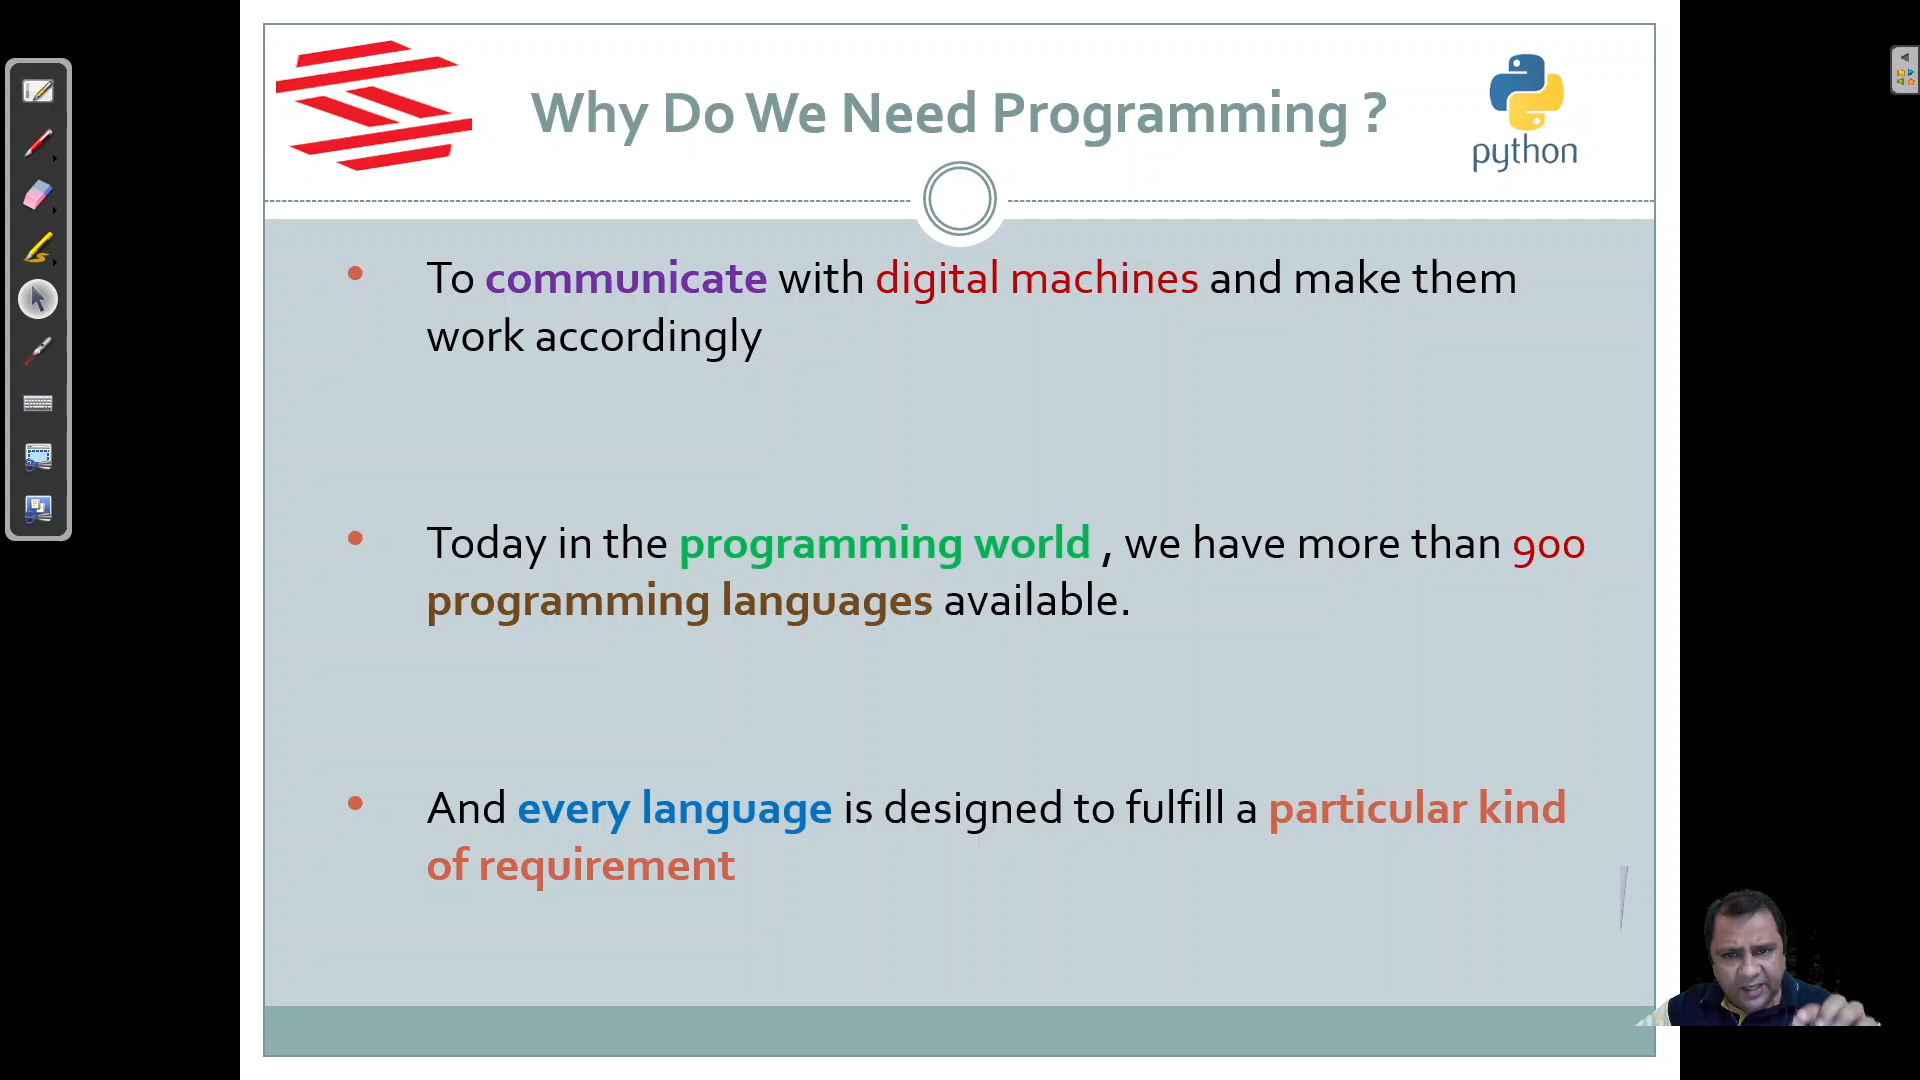 Why Do We Need Programming ?
python
To communicate with digital machines and make them
work accordingly
Today in the programming world , we have more than 900
programming languages available.
And every language is designed to fulfill a particular kind
of requirement